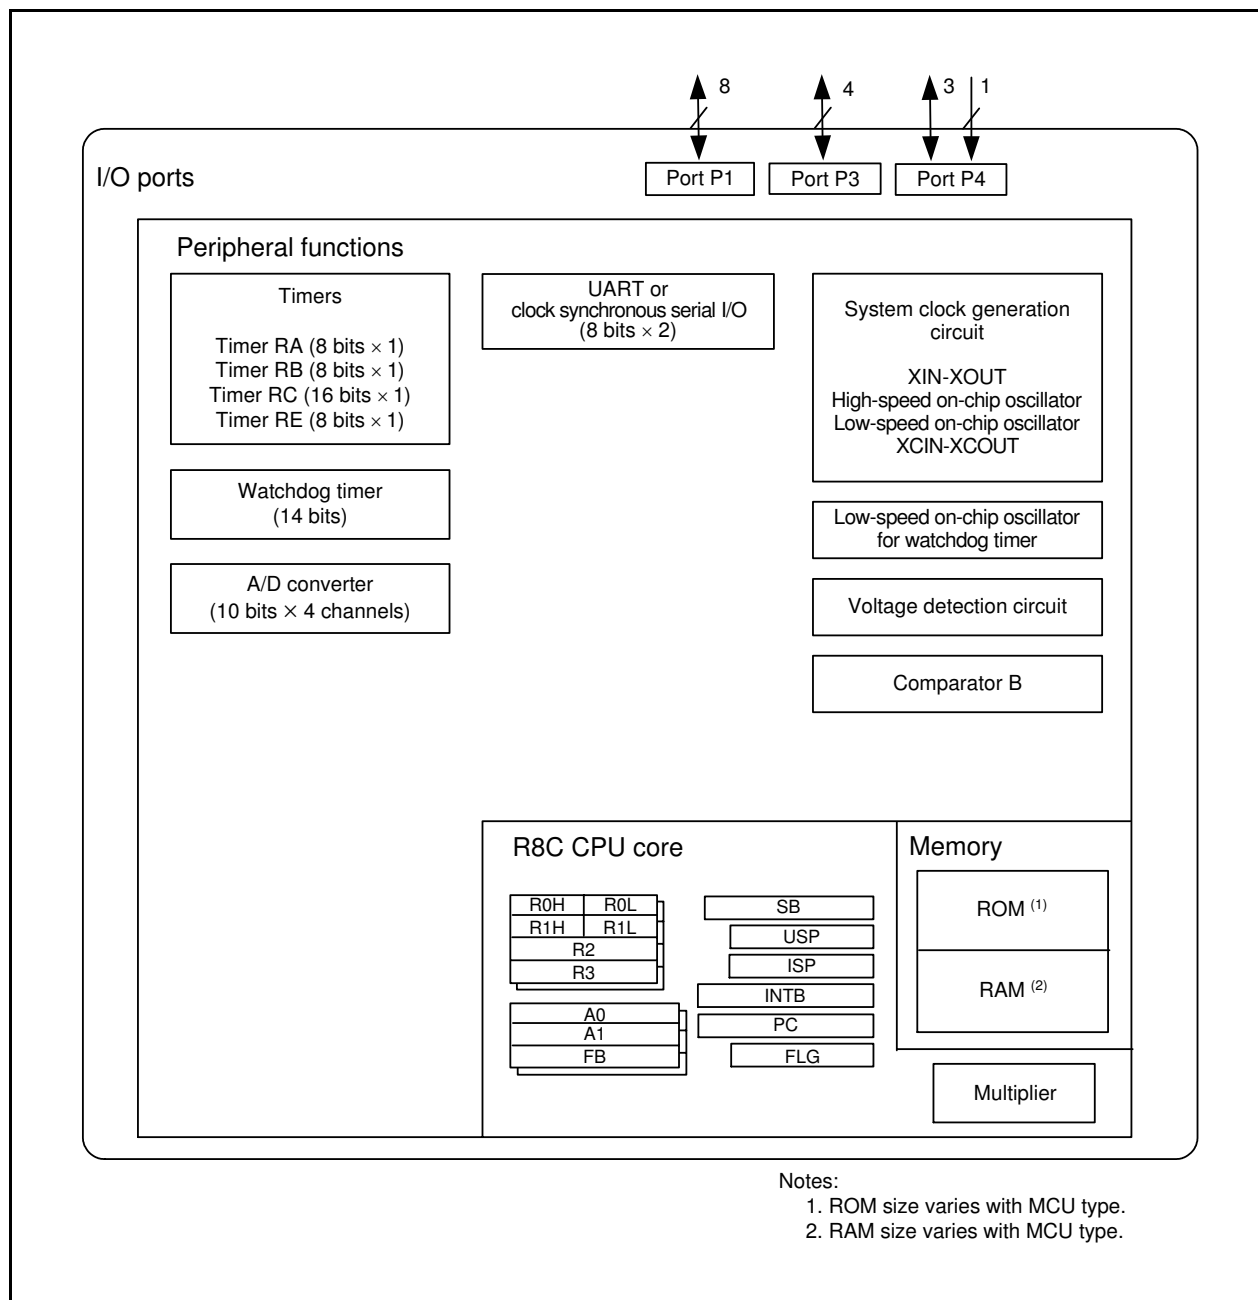 8
4
3
1
I/O ports
Port P1
Port P3
Port P4
Peripheral functions
Timers
Timer RA (8 bits × 1)
Timer RB (8 bits × 1)
Timer RC (16 bits × 1)
Timer RE (8 bits × 1)
UART or
clock synchronous serial I/O
(8 bits × 2)
System clock generation
circuit
XIN-XOUT
High-speed on-chip oscillator
Low-speed on-chip oscillator
XCIN-XCOUT
Watchdog timer
(14 bits)
Low-speed on-chip oscillator
for watchdog timer
A/D converter
(10 bits × 4 channels)
Voltage detection circuit
Comparator B
R8C CPU core
R0H
R0L
R1H
R1L
R2
R3
A0
A1
FB
SB
USP
ISP
INTB
PC
FLG
Memory
ROM (1)
RAM (2)
Multiplier
Notes:
1. ROM size varies with MCU type.
2. RAM size varies with MCU type.